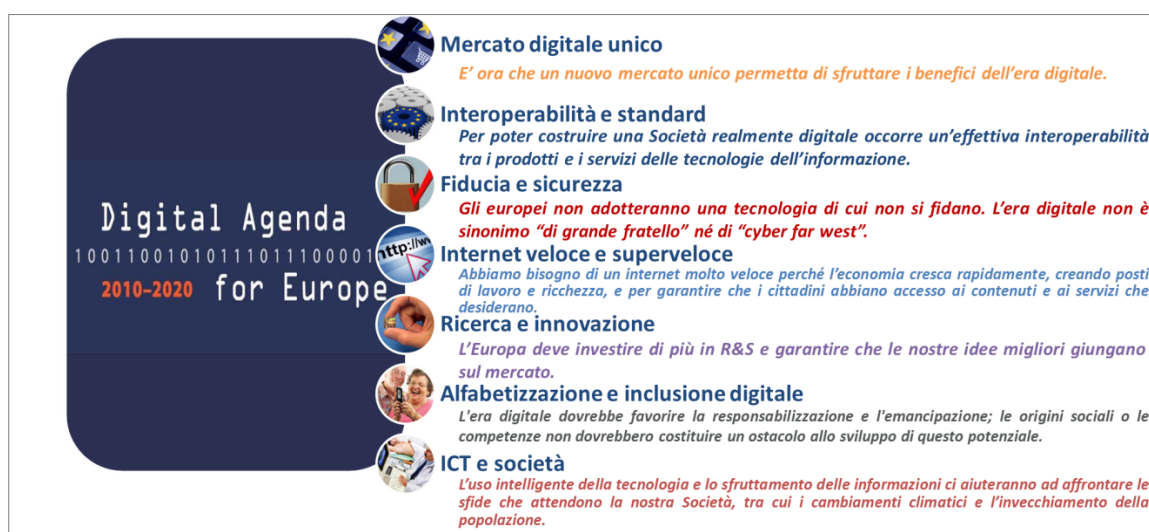 Digital Agenda
10011001010111011100001
2010-2020 for Europe
Mercato digitale unico
E' ora che un nuovo mercato unico permetta di sfruttare i benefici dell'era digitale.
Interoperabilità e standard
Per poter costruire una Società realmente digitale occorre un'effettiva interoperabilità
tra i prodotti e i servizi delle tecnologie dell'informazione.
Fiducia e sicurezza
Gli europei non adotteranno una tecnologia di cui non si fidano. L'era digitale non è
sinonimo "di grande fratello" né di "cyber far west".
http://ww
Internet veloce e superveloce
Abbiamo bisogno di un internet molto veloce perché l'economia cresca rapidamente, creando posti
di lavoro e ricchezza, e per garantire che i cittadini abbiano accesso ai contenuti e ai servizi che
desiderano.
Ricerca e innovazione
L'Europa deve investire di più in R&S e garantire che le nostre idee migliori giungano
sul mercato.
Alfabetizzazione e inclusione digitale
L'era digitale dovrebbe favorire la responsabilizzazione e l'emancipazione; le origini sociali o le
competenze non dovrebbero costituire un ostacolo allo sviluppo di questo potenziale.
ICT e società
L'uso intelligente della tecnologia e lo sfruttamento delle informazioni ci aiuteranno ad affrontare le
sfide che attendono la nostra Società, tra cui i cambiamenti climatici e l'invecchiamento della
popolazione.